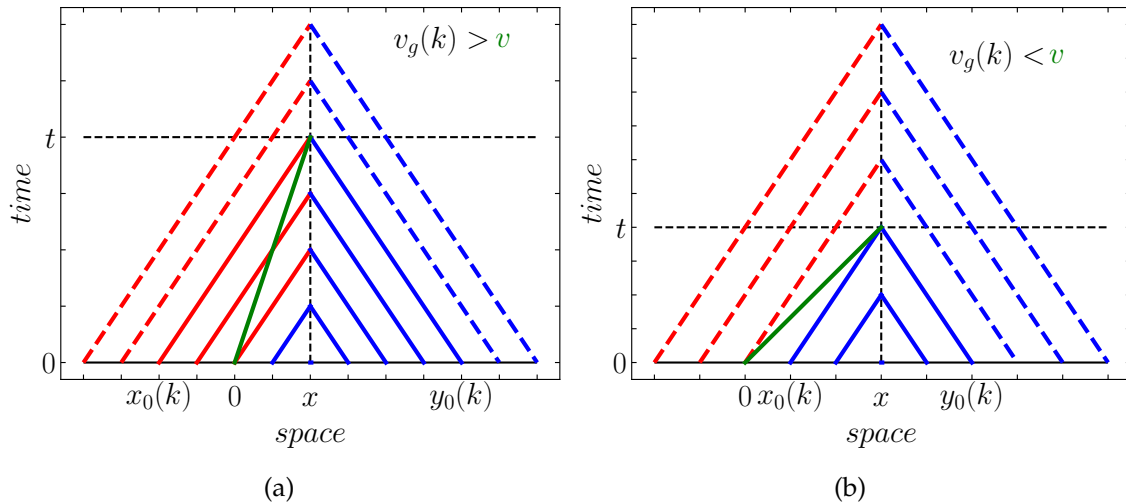 v_g(k) > v
time
t
0
x_0(k) 0 x y_0(k)
space
(a)
v_g(k) < v
time
t
0
0 x_0(k) x y_0(k)
space
(b)